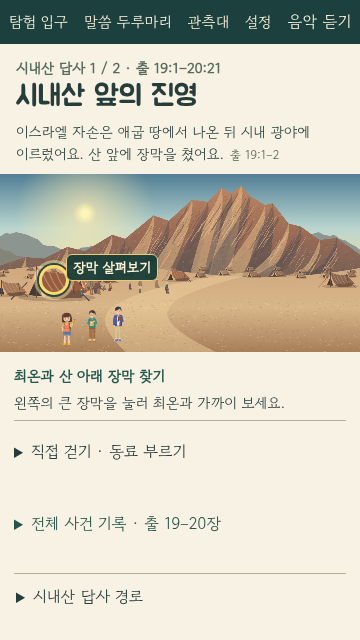 탐험 입구 말씀 두루마리 관측대 설정 음악 듣기
시내산 답사 1 / 2 · 출 19:1–20:21
시내산 앞의 진영
이스라엘 자손은 애굽 땅에서 나온 뒤 시내 광야에
이르렀어요. 산 앞에 장막을 쳤어요. 출 19:1–2
장막 살펴보기
최온과 산 아래 장막 찾기
왼쪽의 큰 장막을 눌러 최온과 가까이 보세요.
▶ 직접 걷기 · 동료 부르기
▶ 전체 사건 기록 · 출 19–20장
▶ 시내산 답사 경로